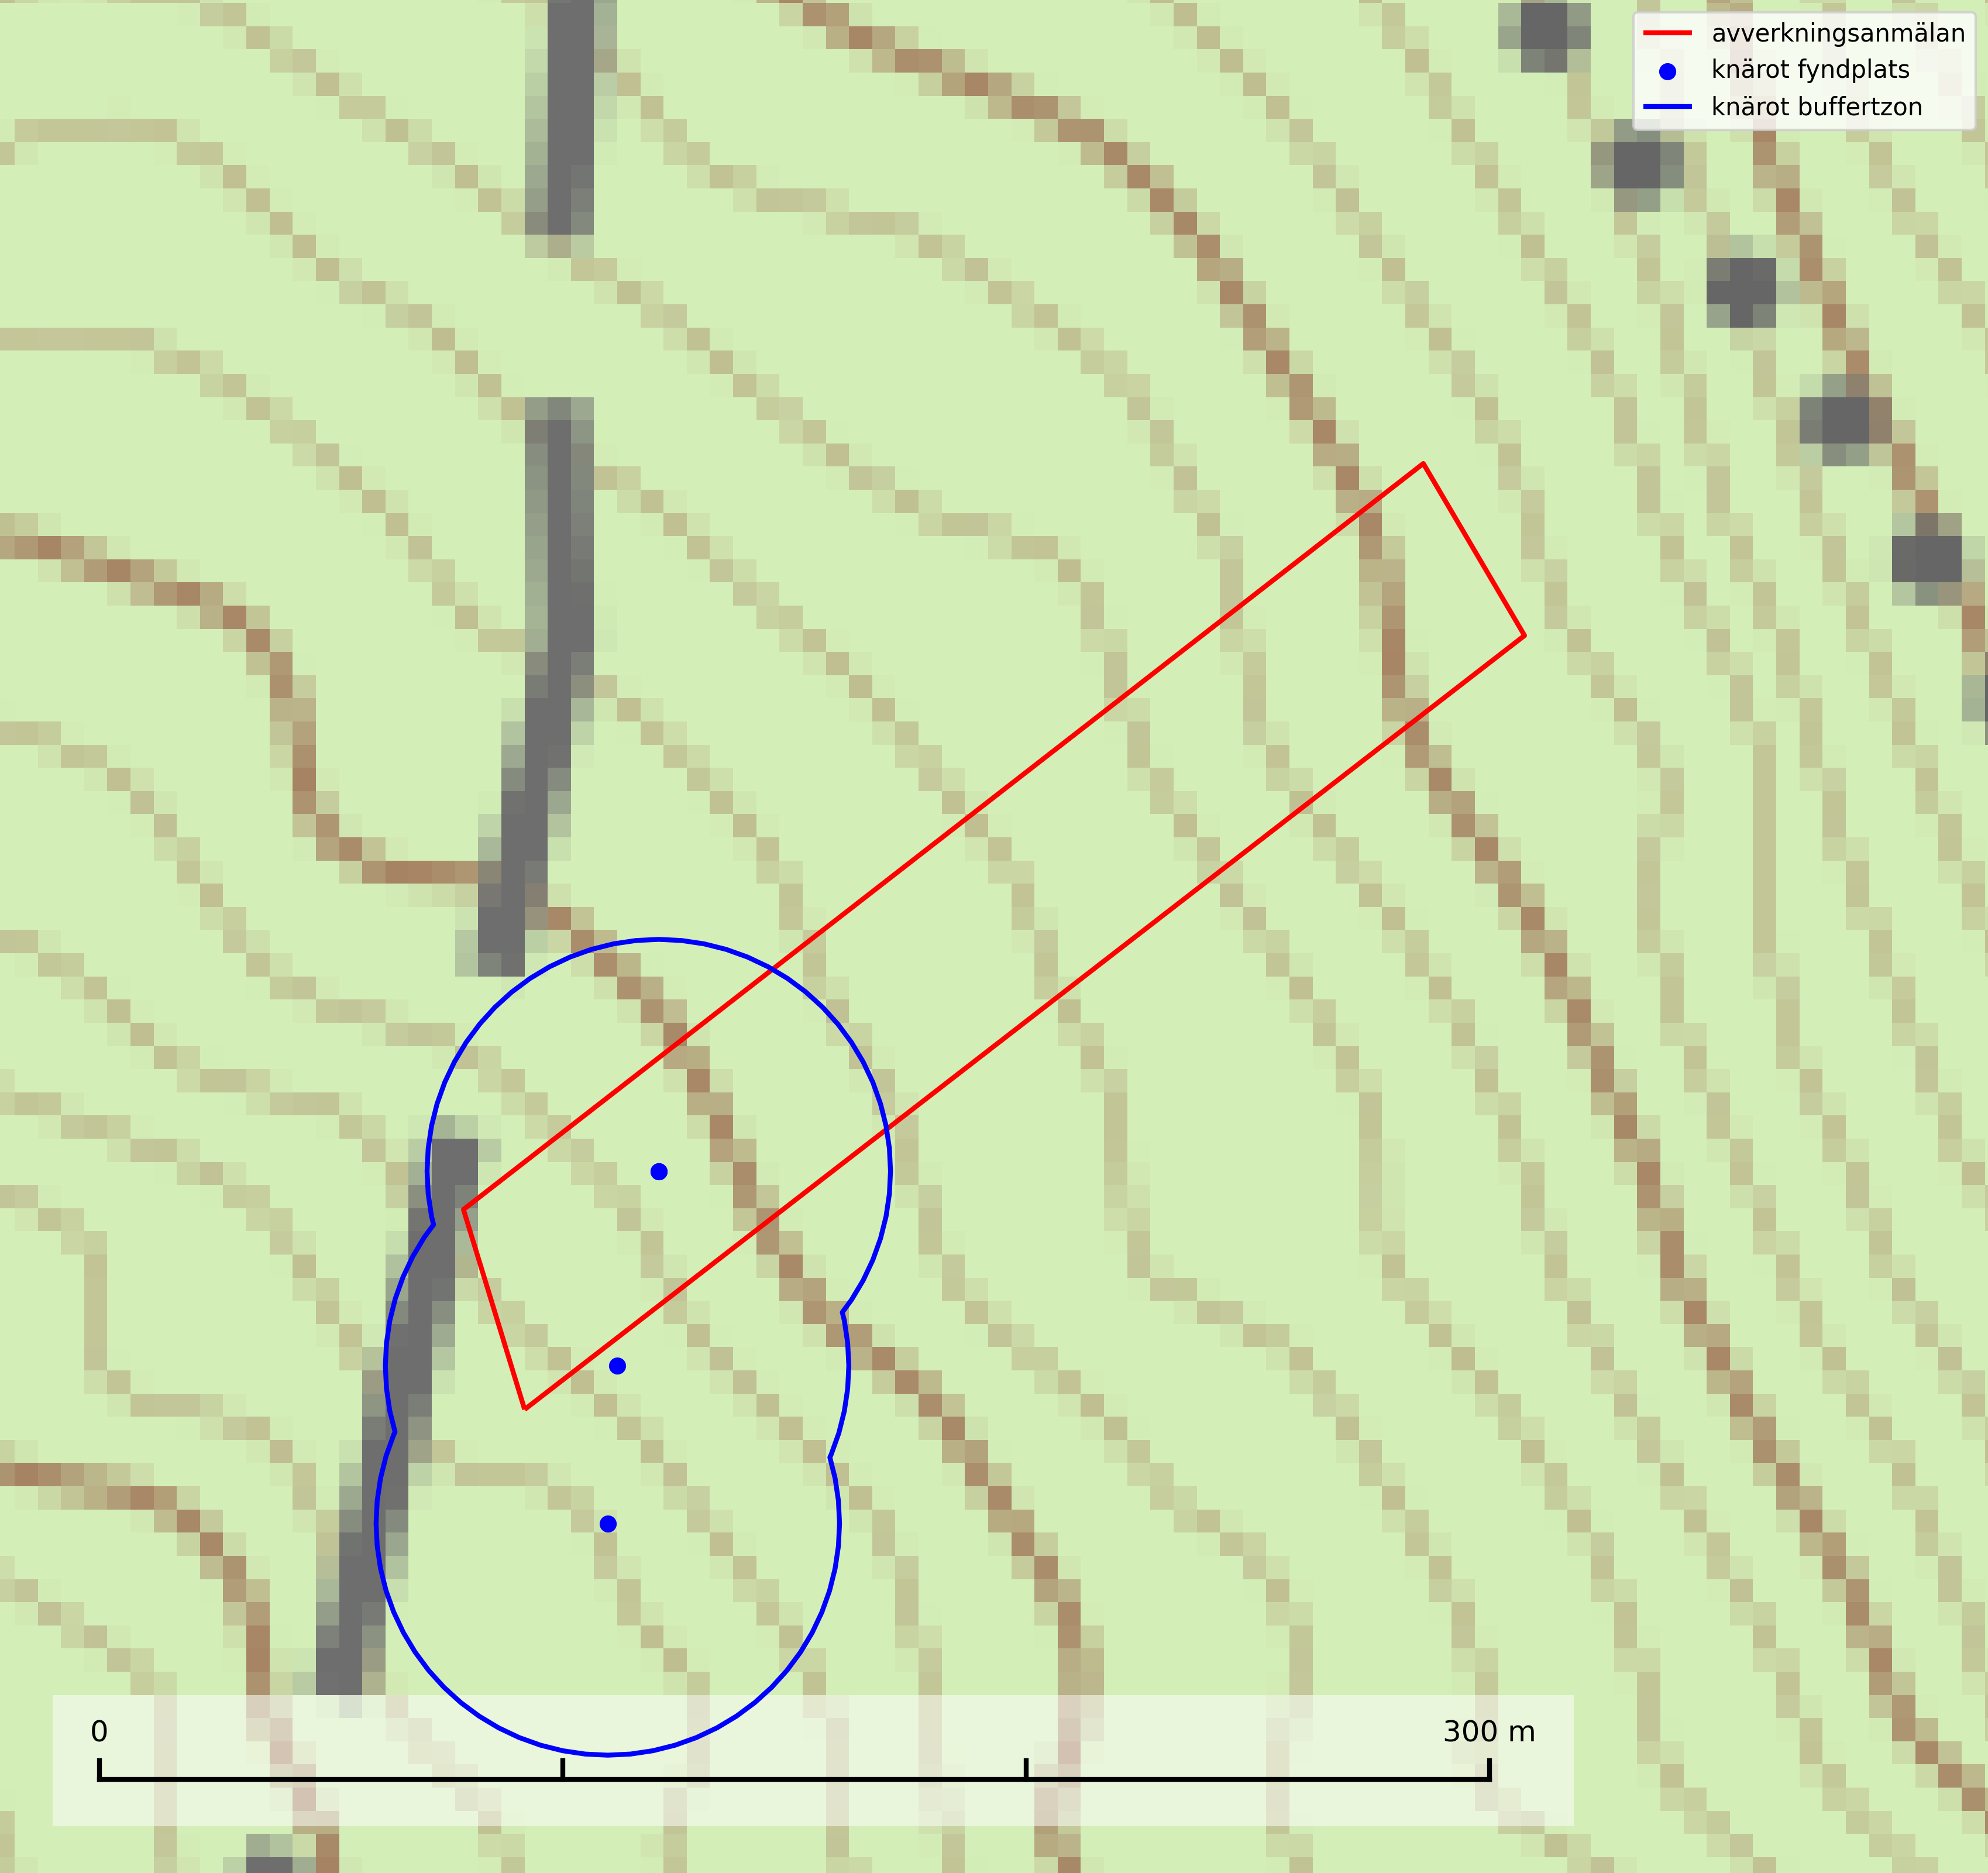 avverkningsanmälan
knärot fyndplats
knärot buffertzon
0
300 m